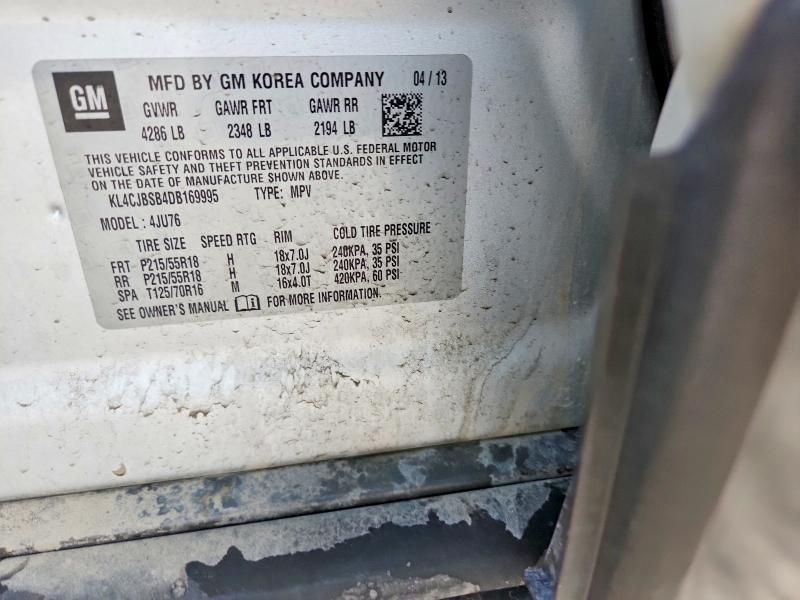 GM
MFD BY GM KOREA COMPANY 04 / 13
GVWR GAWR FRT GAWR RR
4286 LB 2348 LB 2194 LB
THIS VEHICLE CONFORMS TO ALL APPLICABLE U.S. FEDERAL MOTOR
VEHICLE SAFETY AND THEFT PREVENTION STANDARDS IN EFFECT
ON THE DATE OF MANUFACTURE SHOWN ABOVE.
KL4CJBSB4DB169995 TYPE: MPV
MODEL : 4JU76
TIRE SIZE SPEED RTG RIM COLD TIRE PRESSURE
FRT P215/55R18 H 18x7.0J 240KPA, 35 PSI
RR P215/55R18 H 18x7.0J 240KPA, 35 PSI
SPA T125/70R16 M 16x4.0T 420KPA, 60 PSI
SEE OWNER'S MANUAL FOR MORE INFORMATION.